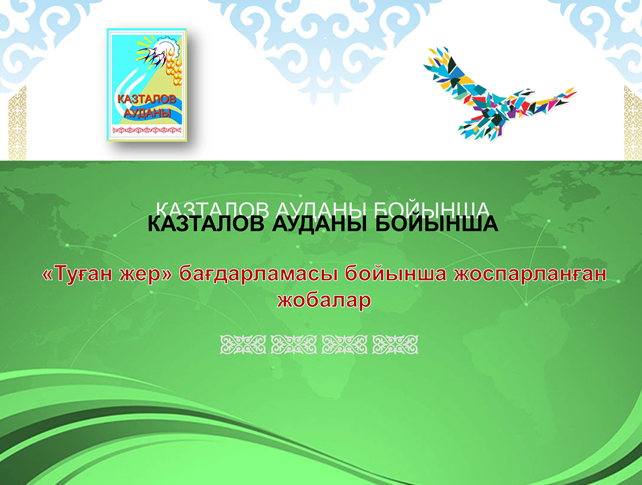 КАЗТАЛОВ
АУДАНЫ
КАЗТАЛОВ АУДАНЫ БОЙЫНША
КАЗТАЛОВ АУДАНЫ БОЙЫНША
«Туған жер» бағдарламасы бойынша жоспарланған
жобалар